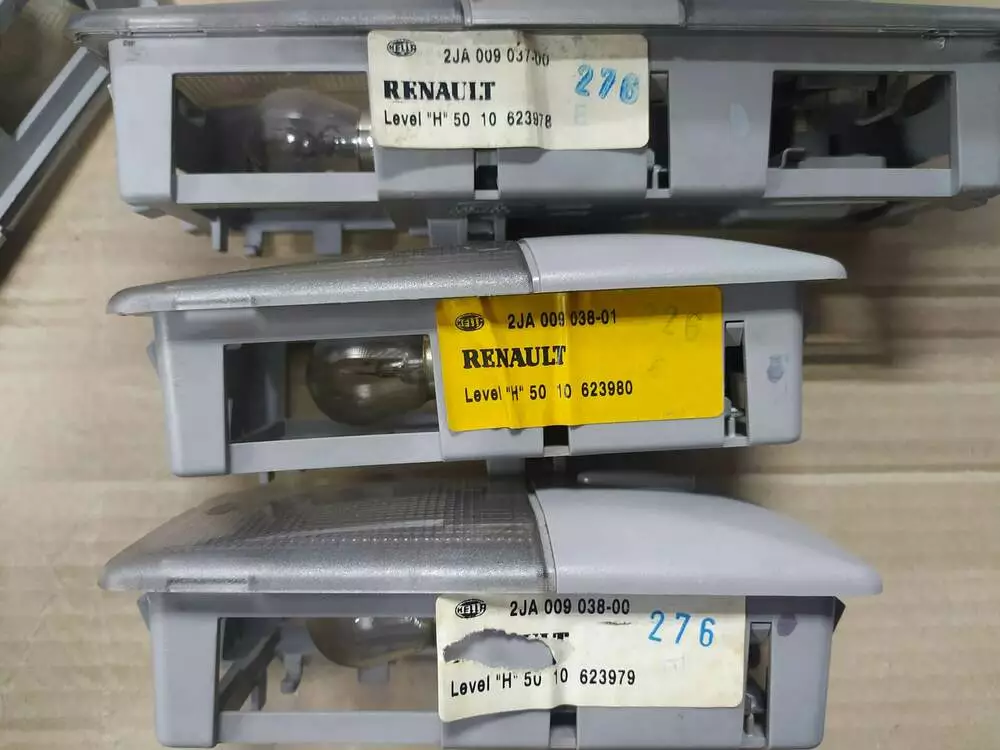 HELLA 2JA 009 037-00
RENAULT 276
Level "H" 50 10 623978
HELLA 2JA 009 038-01
26
RENAULT
Level "H" 50 10 623980
HELLA 2JA 009 038-00
276
Level "H" 50 10 623979